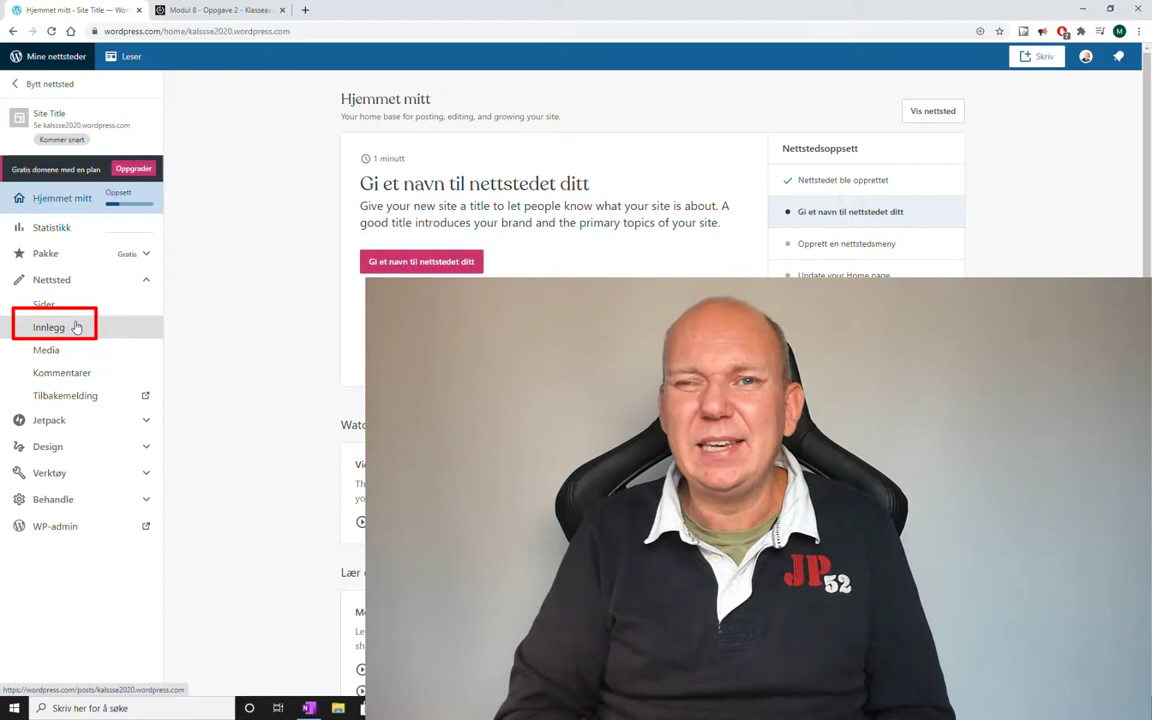 Hjemmet mitt · Site Title — Wo
Modul 8 - Oppgave 2 - Klasseav
wordpress.com/home/kalssse2020.wordpress.com
7
M
Mine nettsteder
Leser
Skriv
Bytt nettsted
Site Title
Se kalssse2020.wordpress.com
Kommer snart
Gratis domene med en plan
Oppgrader
Hjemmet mitt
Oppsett
Statistikk
Pakke
Gratis
Nettsted
Sider
Innlegg
Media
Kommentarer
Tilbakemelding
Jetpack
Design
Verktøy
Behandle
WP-admin
Hjemmet mitt
Your home base for posting, editing, and growing your site.
Vis nettsted
1 minutt
Gi et navn til nettstedet ditt
Give your new site a title to let people know what your site is about. A
good title introduces your brand and the primary topics of your site.
Gi et navn til nettstedet ditt
Nettstedsoppsett
Nettstedet ble opprettet
Gi et navn til nettstedet ditt
Opprett en nettstedsmeny
Update your Home page
JP
52
https://wordpress.com/posts/kalssse2020.wordpress.com
Skriv her for å søke